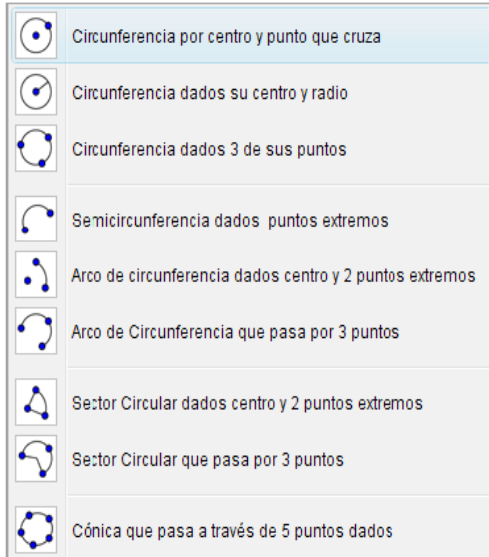 Circunferencia por centro y punto que cruza
Circunferencia dados su centro y radio
Circunferencia dados 3 de sus puntos
Semicircunferencia dados puntos extremos
Arco de circunferencia dados centro y 2 puntos extremos
Arco de Circunferencia que pasa por 3 puntos
Sector Circular dados centro y 2 puntos extremos
Sector Circular que pasa por 3 puntos
Cónica que pasa a través de 5 puntos dados